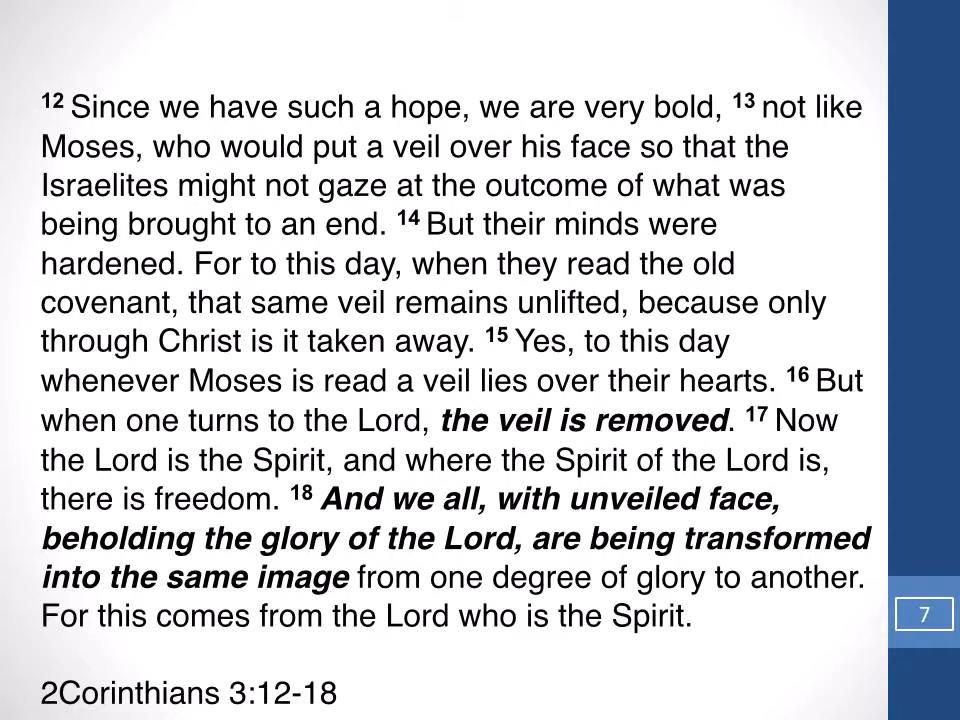 12 Since we have such a hope, we are very bold, 13 not like
Moses, who would put a veil over his face so that the
Israelites might not gaze at the outcome of what was
being brought to an end. 14 But their minds were
hardened. For to this day, when they read the old
covenant, that same veil remains unlifted, because only
through Christ is it taken away. 15 Yes, to this day
whenever Moses is read a veil lies over their hearts. 16 But
when one turns to the Lord, the veil is removed. 17 Now
the Lord is the Spirit, and where the Spirit of the Lord is,
there is freedom. 18 And we all, with unveiled face,
beholding the glory of the Lord, are being transformed
into the same image from one degree of glory to another.
For this comes from the Lord who is the Spirit.
7
2Corinthians 3:12-18